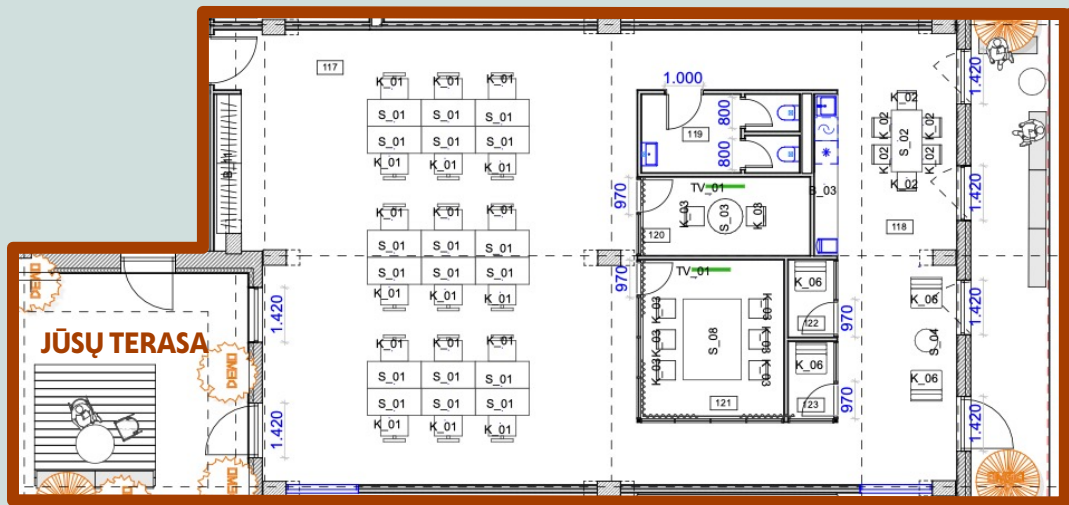 117
K_01 K_01 K_01
S_01 S_01 S_01
S_01 S_01 S_01
K_01 K_01 K_01
K_01 K_01 K_01
S_01 S_01 S_01
S_01 S_01 S_01
K_01 K_01 K_01
K_01 K_01 K_01
S_01 S_01 S_01
S_01 S_01 S_01
K_01 K_01 K_01
1.000
119
800
800
970
TV_01
K_03 S_03 K_03
120
970
TV_01
K_03 K_03
K_03 S_08 K_03
K_03 K_03
121
K_06
122
970
K_06
123
970
K_02
K_02 K_02
S_02
K_02 K_02
K_02
118
K_06
S_04
K_06
1.420
1.420
1.420
1.420
1.420
1.420
JŪSŲ TERASA
DEMO
DEMO
DEMO